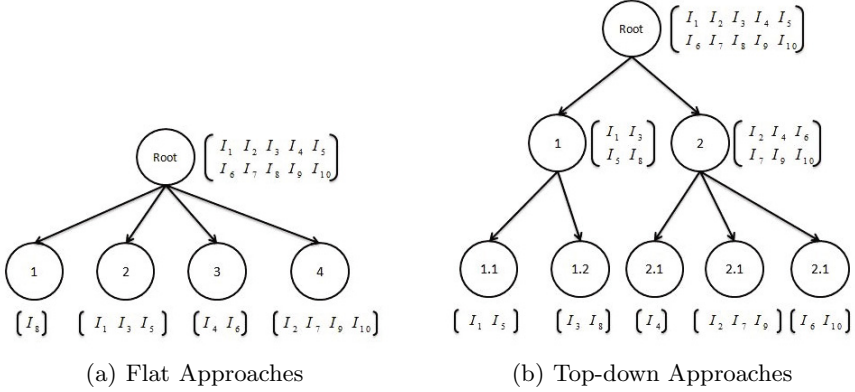 Root
I1 I2 I3 I4 I5
I6 I7 I8 I9 I10
1
2
3
4
I8
I1 I3 I5
I4 I6
I2 I7 I9 I10
(a) Flat Approaches
Root
I1 I2 I3 I4 I5
I6 I7 I8 I9 I10
1
I1 I3
I5 I8
2
I2 I4 I6
I7 I9 I10
1.1
1.2
2.1
2.1
2.1
I1 I5
I3 I8
I4
I2 I7 I9
I6 I10
(b) Top-down Approaches